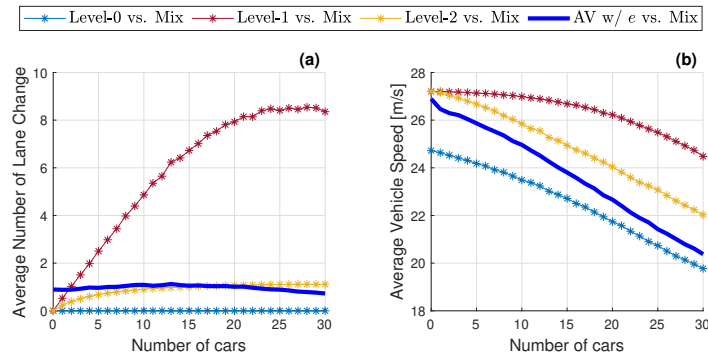 Level-0 vs. Mix Level-1 vs. Mix Level-2 vs. Mix AV w/ e vs. Mix
(a)
Average Number of Lane Change
10
8
6
4
2
0
0 5 10 15 20 25 30
Number of cars
(b)
Average Vehicle Speed [m/s]
28
26
24
22
20
18
0 5 10 15 20 25 30
Number of cars